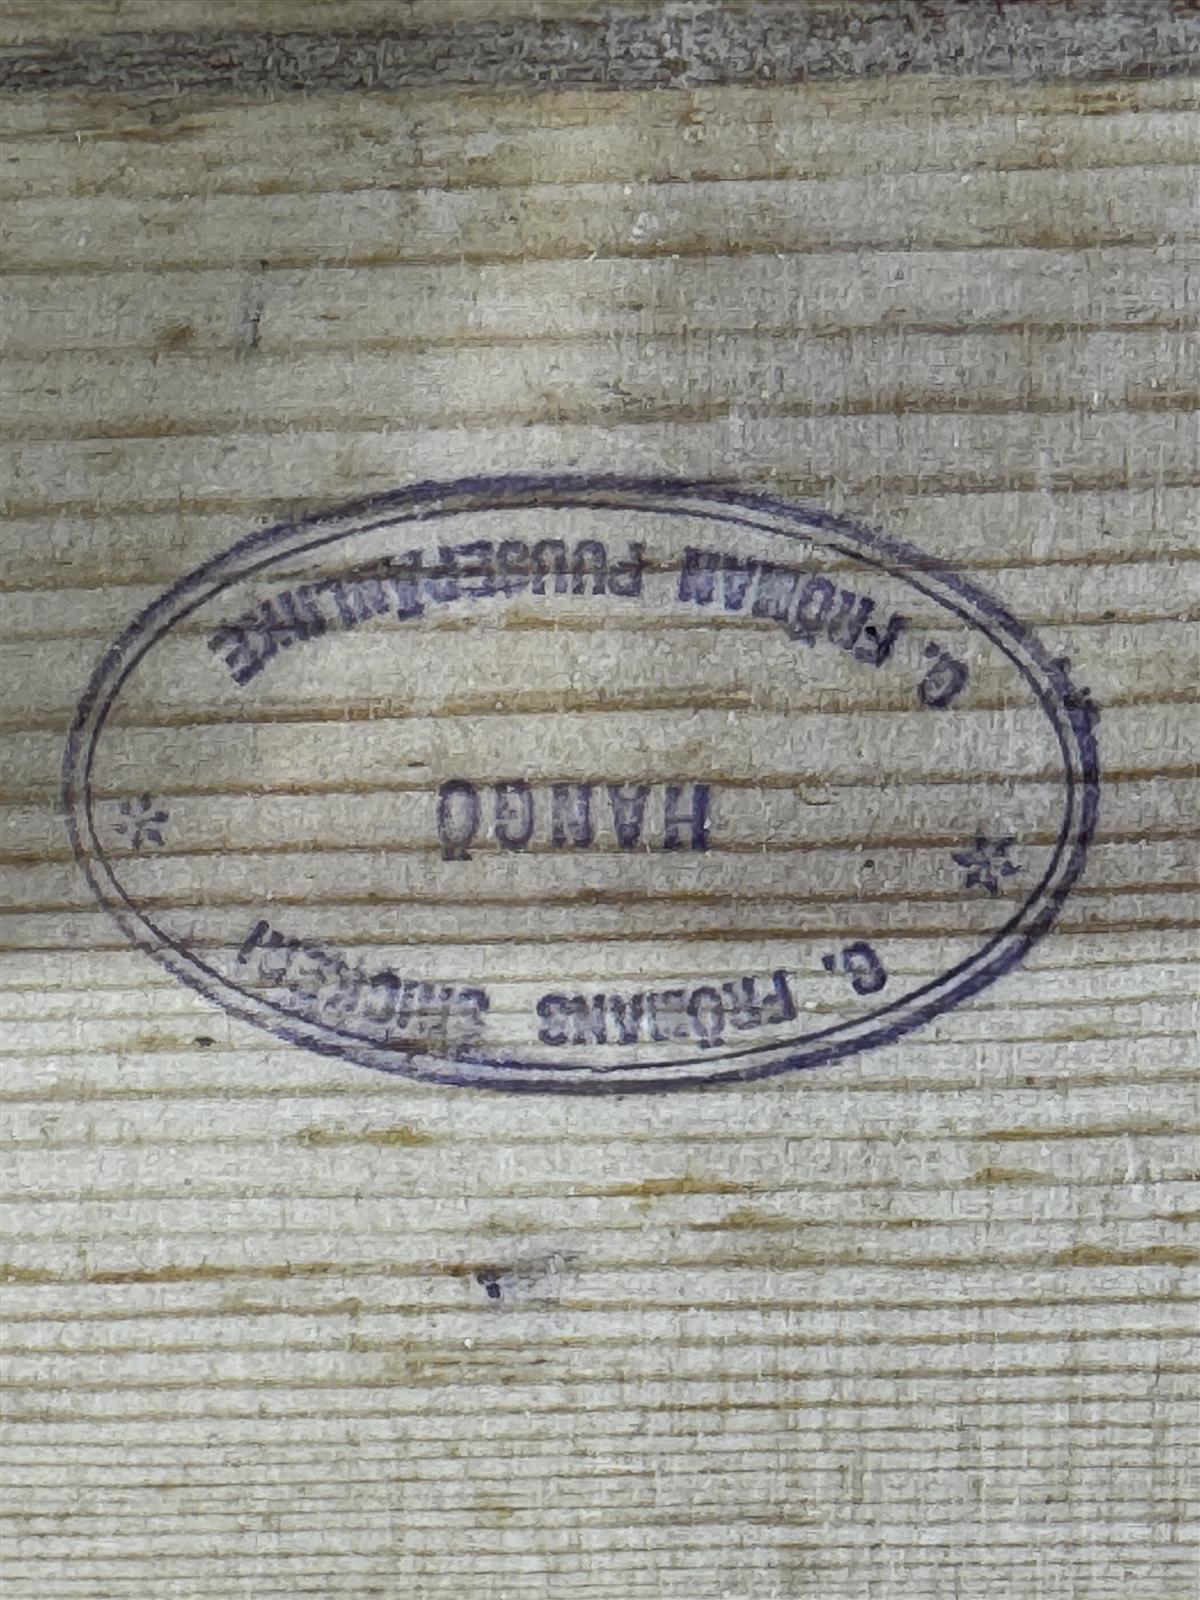 C. FRÖMANS SNICKERI
HANGÖ
C. FRÖMAN PUUSEPÄNLIIKE